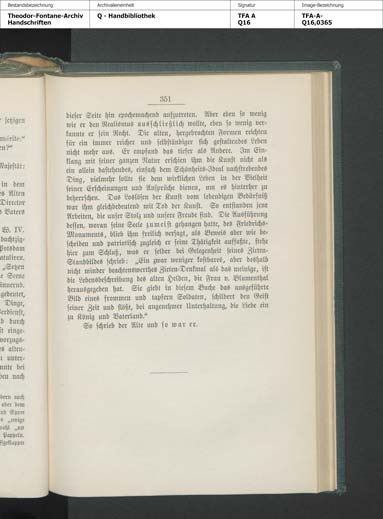 Bestandsbezeichnung
Archivalieneinheit
Signatur
Image-Bezeichnung
Theodor-Fontane-Archiv
Handschriften
Q - Handbibliothek
TFA A
Q16
TFA-A-
Q16,0365
351
dieser Seite hin epochemachend aufzutreten. Aber eben so wenig
wie er den Realismus ausschließlich wollte, eben so wenig ver-
kannte er sein Recht. Die alten, hergebrachten Formen reichten
für ein immer reicher und selbständiger sich gestaltendes Leben
nicht mehr aus. Er empfand das tiefer als Andere. Im Ein-
klang mit seiner ganzen Natur erschien ihm die Kunst nicht als
ein allein bestehendes, einfach dem Schönheits-Ideal nachstrebendes
Ding, vielmehr sollte sie dem wirklichen Leben in der Vielheit
seiner Erscheinungen und Ansprüche dienen, um es hinterher zu
beherrschen. Das Loslösen der Kunst vom lebendigen Bedürfniß
war ihm gleichbedeutend mit Tod der Kunst. So entstanden jene
Arbeiten, die unser Stolz und unsere Freude sind. Die Ausführung
dessen, woran seine Seele zumeist gehangen hatte, des Friedrichs-
Monuments, blieb ihm freilich versagt, als Beweis aber wie be-
scheiden und patriotisch zugleich er seine Thätigkeit auffaßte, stehe
hier zum Schluß, was er selber bei Gelegenheit seines Zieten-
Standbildes schrieb: „Ein zwar weniger kostbares, aber deshalb
nicht minder beachtenswerthes Zieten-Denkmal als das meinige, ist
die Lebensbeschreibung des alten Helden, die Frau v. Blumenthal
herausgegeben hat. Sie giebt in diesem Buche das ausgeführte
Bild eines frommen und tapfern Soldaten, schildert den Geist
seiner Zeit und flößt, bei angenehmer Unterhaltung, die Liebe ein
zu König und Vaterland.“
So schrieb der Alte und so war er.